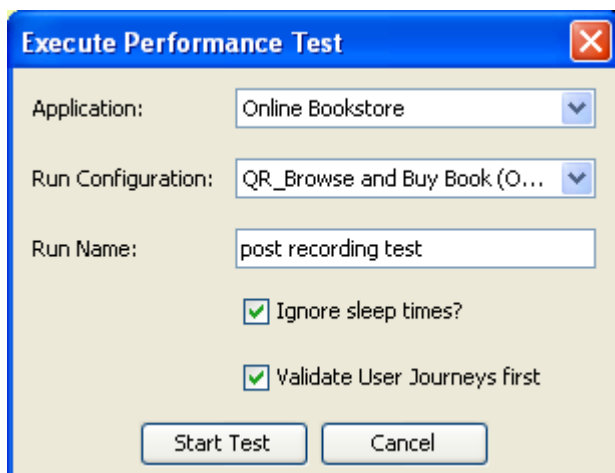 Execute Performance Test
Application: Online Bookstore
Run Configuration: QR_Browse and Buy Book (O...
Run Name: post recording test
Ignore sleep times?
Validate User Journeys first
Start Test Cancel